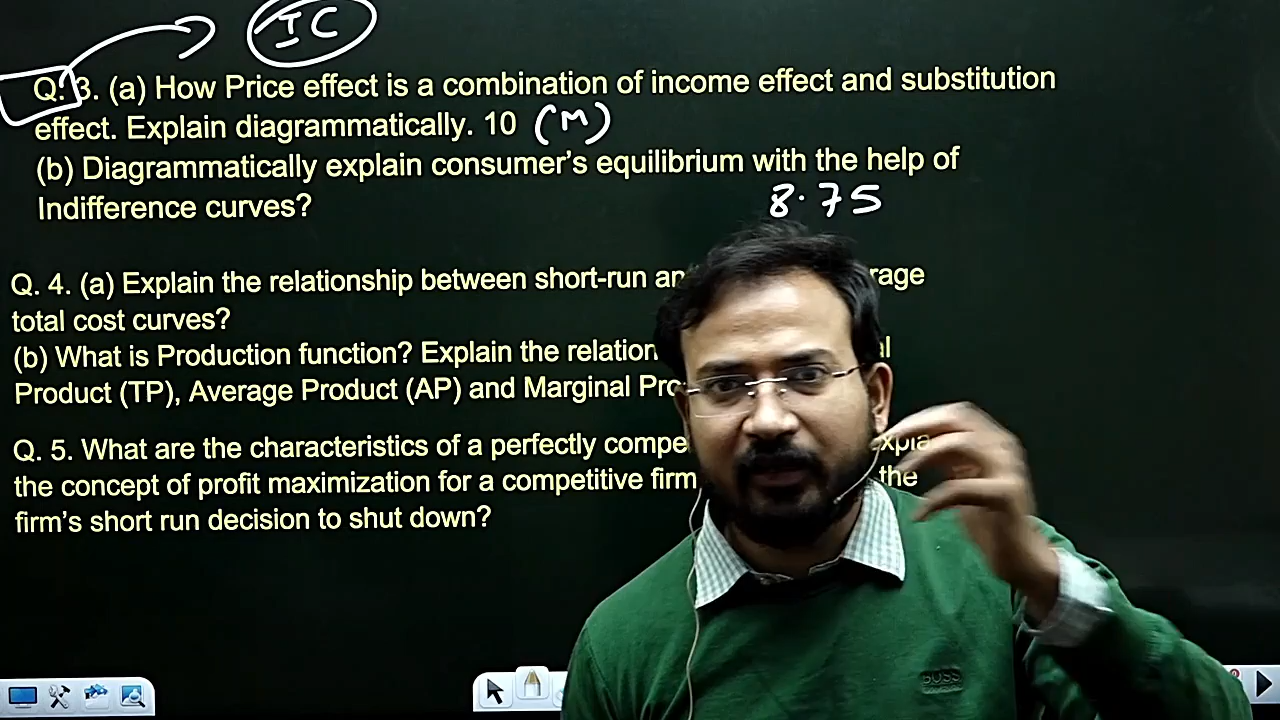 IC
Q. 3. (a) How Price effect is a combination of income effect and substitution
effect. Explain diagrammatically. 10 (M)
(b) Diagrammatically explain consumer's equilibrium with the help of
Indifference curves?
8.75
Q. 4. (a) Explain the relationship between short-run
total cost curves?
(b) What is Production function? Explain the
Product (TP), Average Product (AP) and Marginal
Q. 5. What are the characteristics of a perfectly
the concept of profit maximization for a competitive firm the
firm's short run decision to shut down?
BOSS